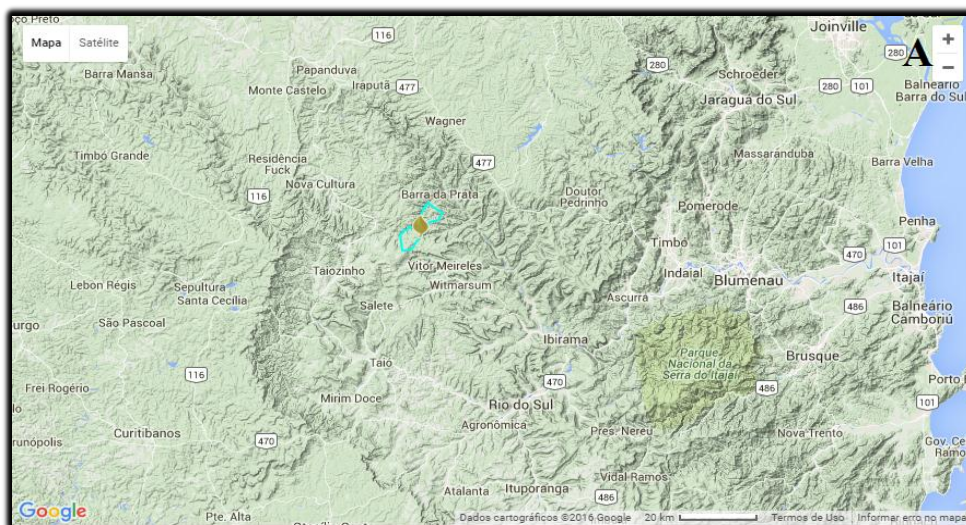 oço Preto
116
Joinville
Mapa
Satélite
280
A
+
−
280
Barra Mansa
Papanduva
Iraputã
477
Monte Castelo
Schroeder
Balneário
Barra do Sul
Jaragua do Sul
280
101
Wagner
Timbó Grande
Residência
Fuck
477
Massaranduba
Barra Velha
116
Nova Cultura
Barra da Prata
Doutor
Pedrinho
Pomerode
Penha
Timbó
101
470
Taiozinho
Vitor Meireles
Indaial
Blumenau
Itajaí
Lebon Régis
Sepultura
Witmarsum
Santa Cecília
Ascurra
486
Salete
Balneário
Camboriú
urgo
São Pascoal
Ibirama
Parque
Nacional da
Serra do Itajaí
Brusque
Taió
116
470
486
Porto
Frei Rogério
Mirim Doce
Rio do Sul
101
Agronômica
Curitibanos
470
Pres. Nereu
Nova Trento
Gov. Ce
Ramo
runópolis
Vidal Ramos
Atalanta
Ituporanga
486
Google
Pte. Alta
Dados cartográficos ©2016 Google
20 km
Termos de Uso
Informar erro no mapa